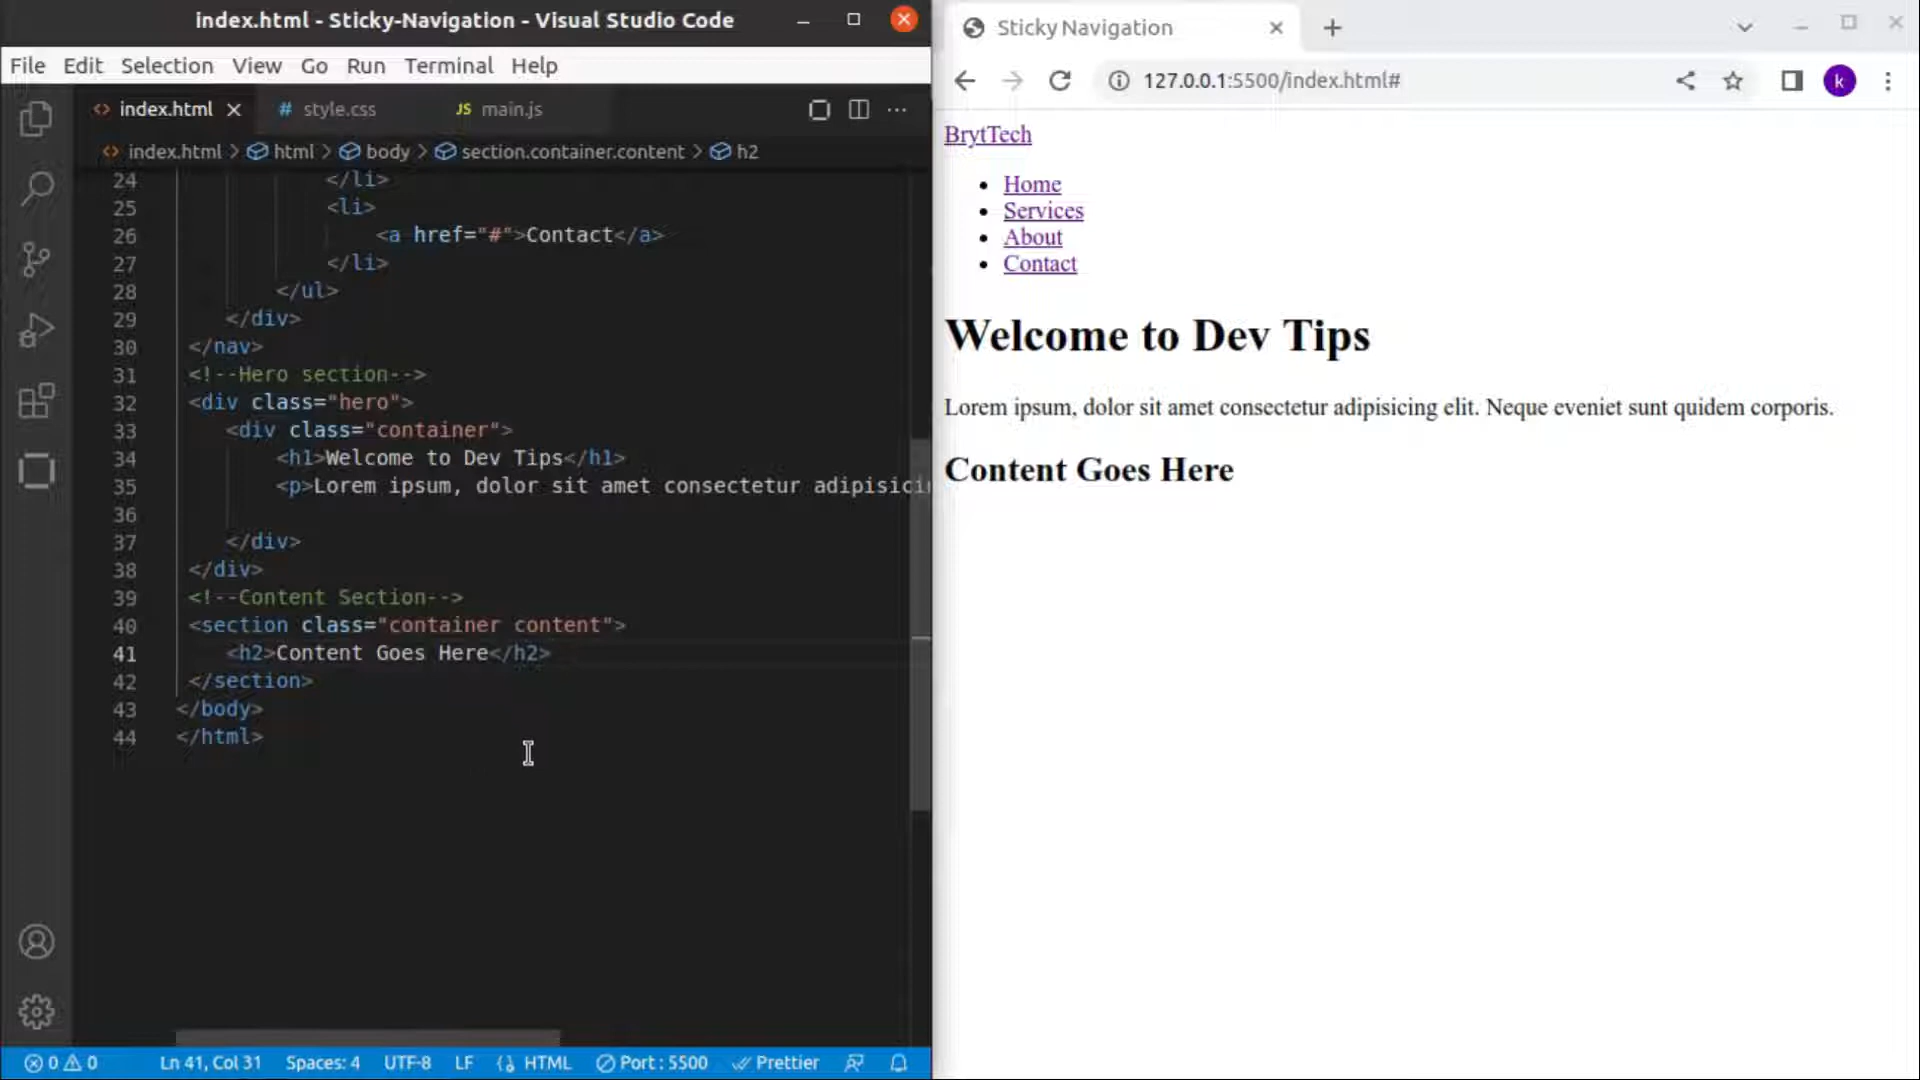 index.html - Sticky-Navigation - Visual Studio Code
File Edit Selection View Go Run Terminal Help
index.html style.css JS main.js
index.html > html > body > section.container.content > h2
24 </li>
25 <li>
26 <a href="#">Contact</a>
27 </li>
28 </ul>
29 </div>
30 </nav>
31 <!--Hero section-->
32 <div class="hero">
33 <div class="container">
34 <h1>Welcome to Dev Tips</h1>
35 <p>Lorem ipsum, dolor sit amet consectetur adipisici
36
37 </div>
38 </div>
39 <!--Content Section-->
40 <section class="container content">
41 <h2>Content Goes Here</h2>
42 </section>
43 </body>
44 </html>
0 0 Ln 41, Col 31 Spaces: 4 UTF-8 LF HTML Port : 5500 Prettier
Sticky Navigation
127.0.0.1:5500/index.html#
k
BrytTech
Home
Services
About
Contact
Welcome to Dev Tips
Lorem ipsum, dolor sit amet consectetur adipisicing elit. Neque eveniet sunt quidem corporis.
Content Goes Here